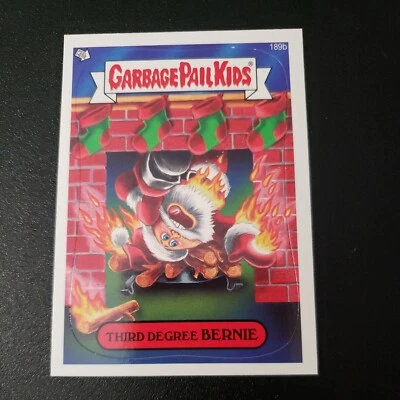 189b
GARBAGE PAIL KIDS®
THIRD DEGREE BERNIE